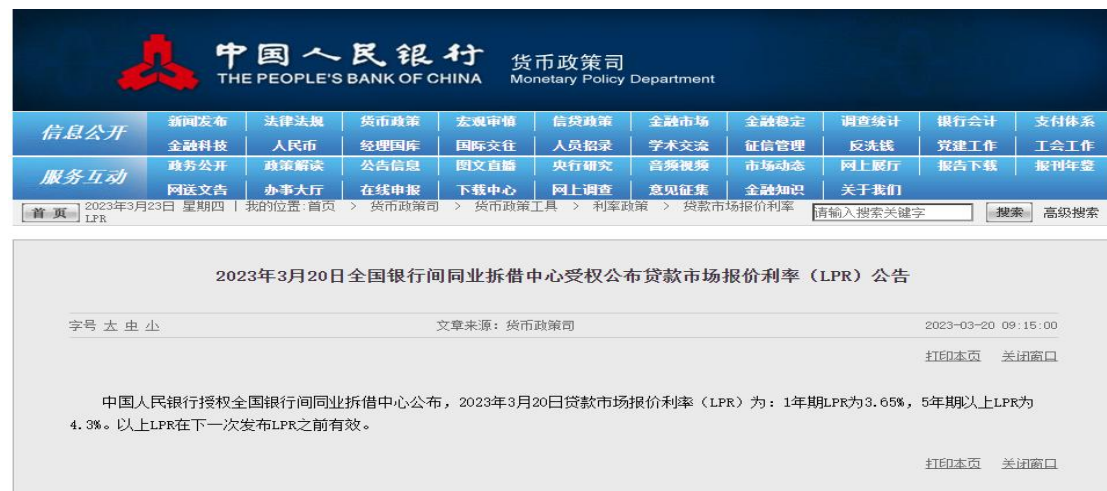 中国人民银行 货币政策司
THE PEOPLE'S BANK OF CHINA Monetary Policy Department
信息公开 新闻发布 法律法规 货币政策 宏观审慎 信贷政策 金融市场 金融稳定 调查统计 银行会计 支付体系
金融科技 人民币 经理国库 国际交往 人员招录 学术交流 征信管理 反洗钱 党建工作 工会工作
服务互动 政务公开 政策解读 公告信息 图文直播 央行研究 音频视频 市场动态 网上展厅 报告下载 报刊年鉴
网送文告 办事大厅 在线申报 下载中心 网上调查 意见征集 金融知识 关于我们
首 页 2023年3月23日 星期四 | 我的位置:首页 > 货币政策司 > 货币政策工具 > 利率政策 > 贷款市场报价利率 请输入搜索关键字 搜索 高级搜索
LPR
2023年3月20日全国银行间同业拆借中心受权公布贷款市场报价利率（LPR）公告
字号 大 中 小 文章来源：货币政策司 2023-03-20 09:15:00
打印本页 关闭窗口
中国人民银行授权全国银行间同业拆借中心公布，2023年3月20日贷款市场报价利率（LPR）为：1年期LPR为3.65%，5年期以上LPR为
4.3%。以上LPR在下一次发布LPR之前有效。
打印本页 关闭窗口